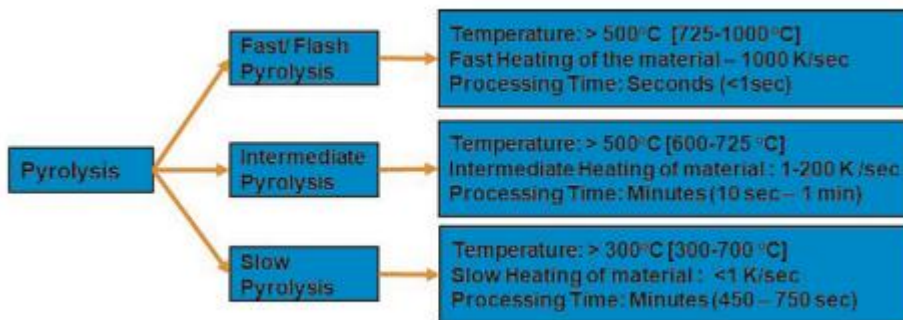 Pyrolysis
Fast/ Flash
Pyrolysis
Temperature: > 500°C [725-1000 °C]
Fast Heating of the material – 1000 K/sec
Processing Time: Seconds (<1sec)
Intermediate
Pyrolysis
Temperature: > 500°C [600-725 °C]
Intermediate Heating of material : 1-200 K /sec
Processing Time: Minutes (10 sec – 1 min)
Slow
Pyrolysis
Temperature: > 300°C [300-700 °C]
Slow Heating of material : <1 K/sec
Processing Time: Minutes (450 – 750 sec)